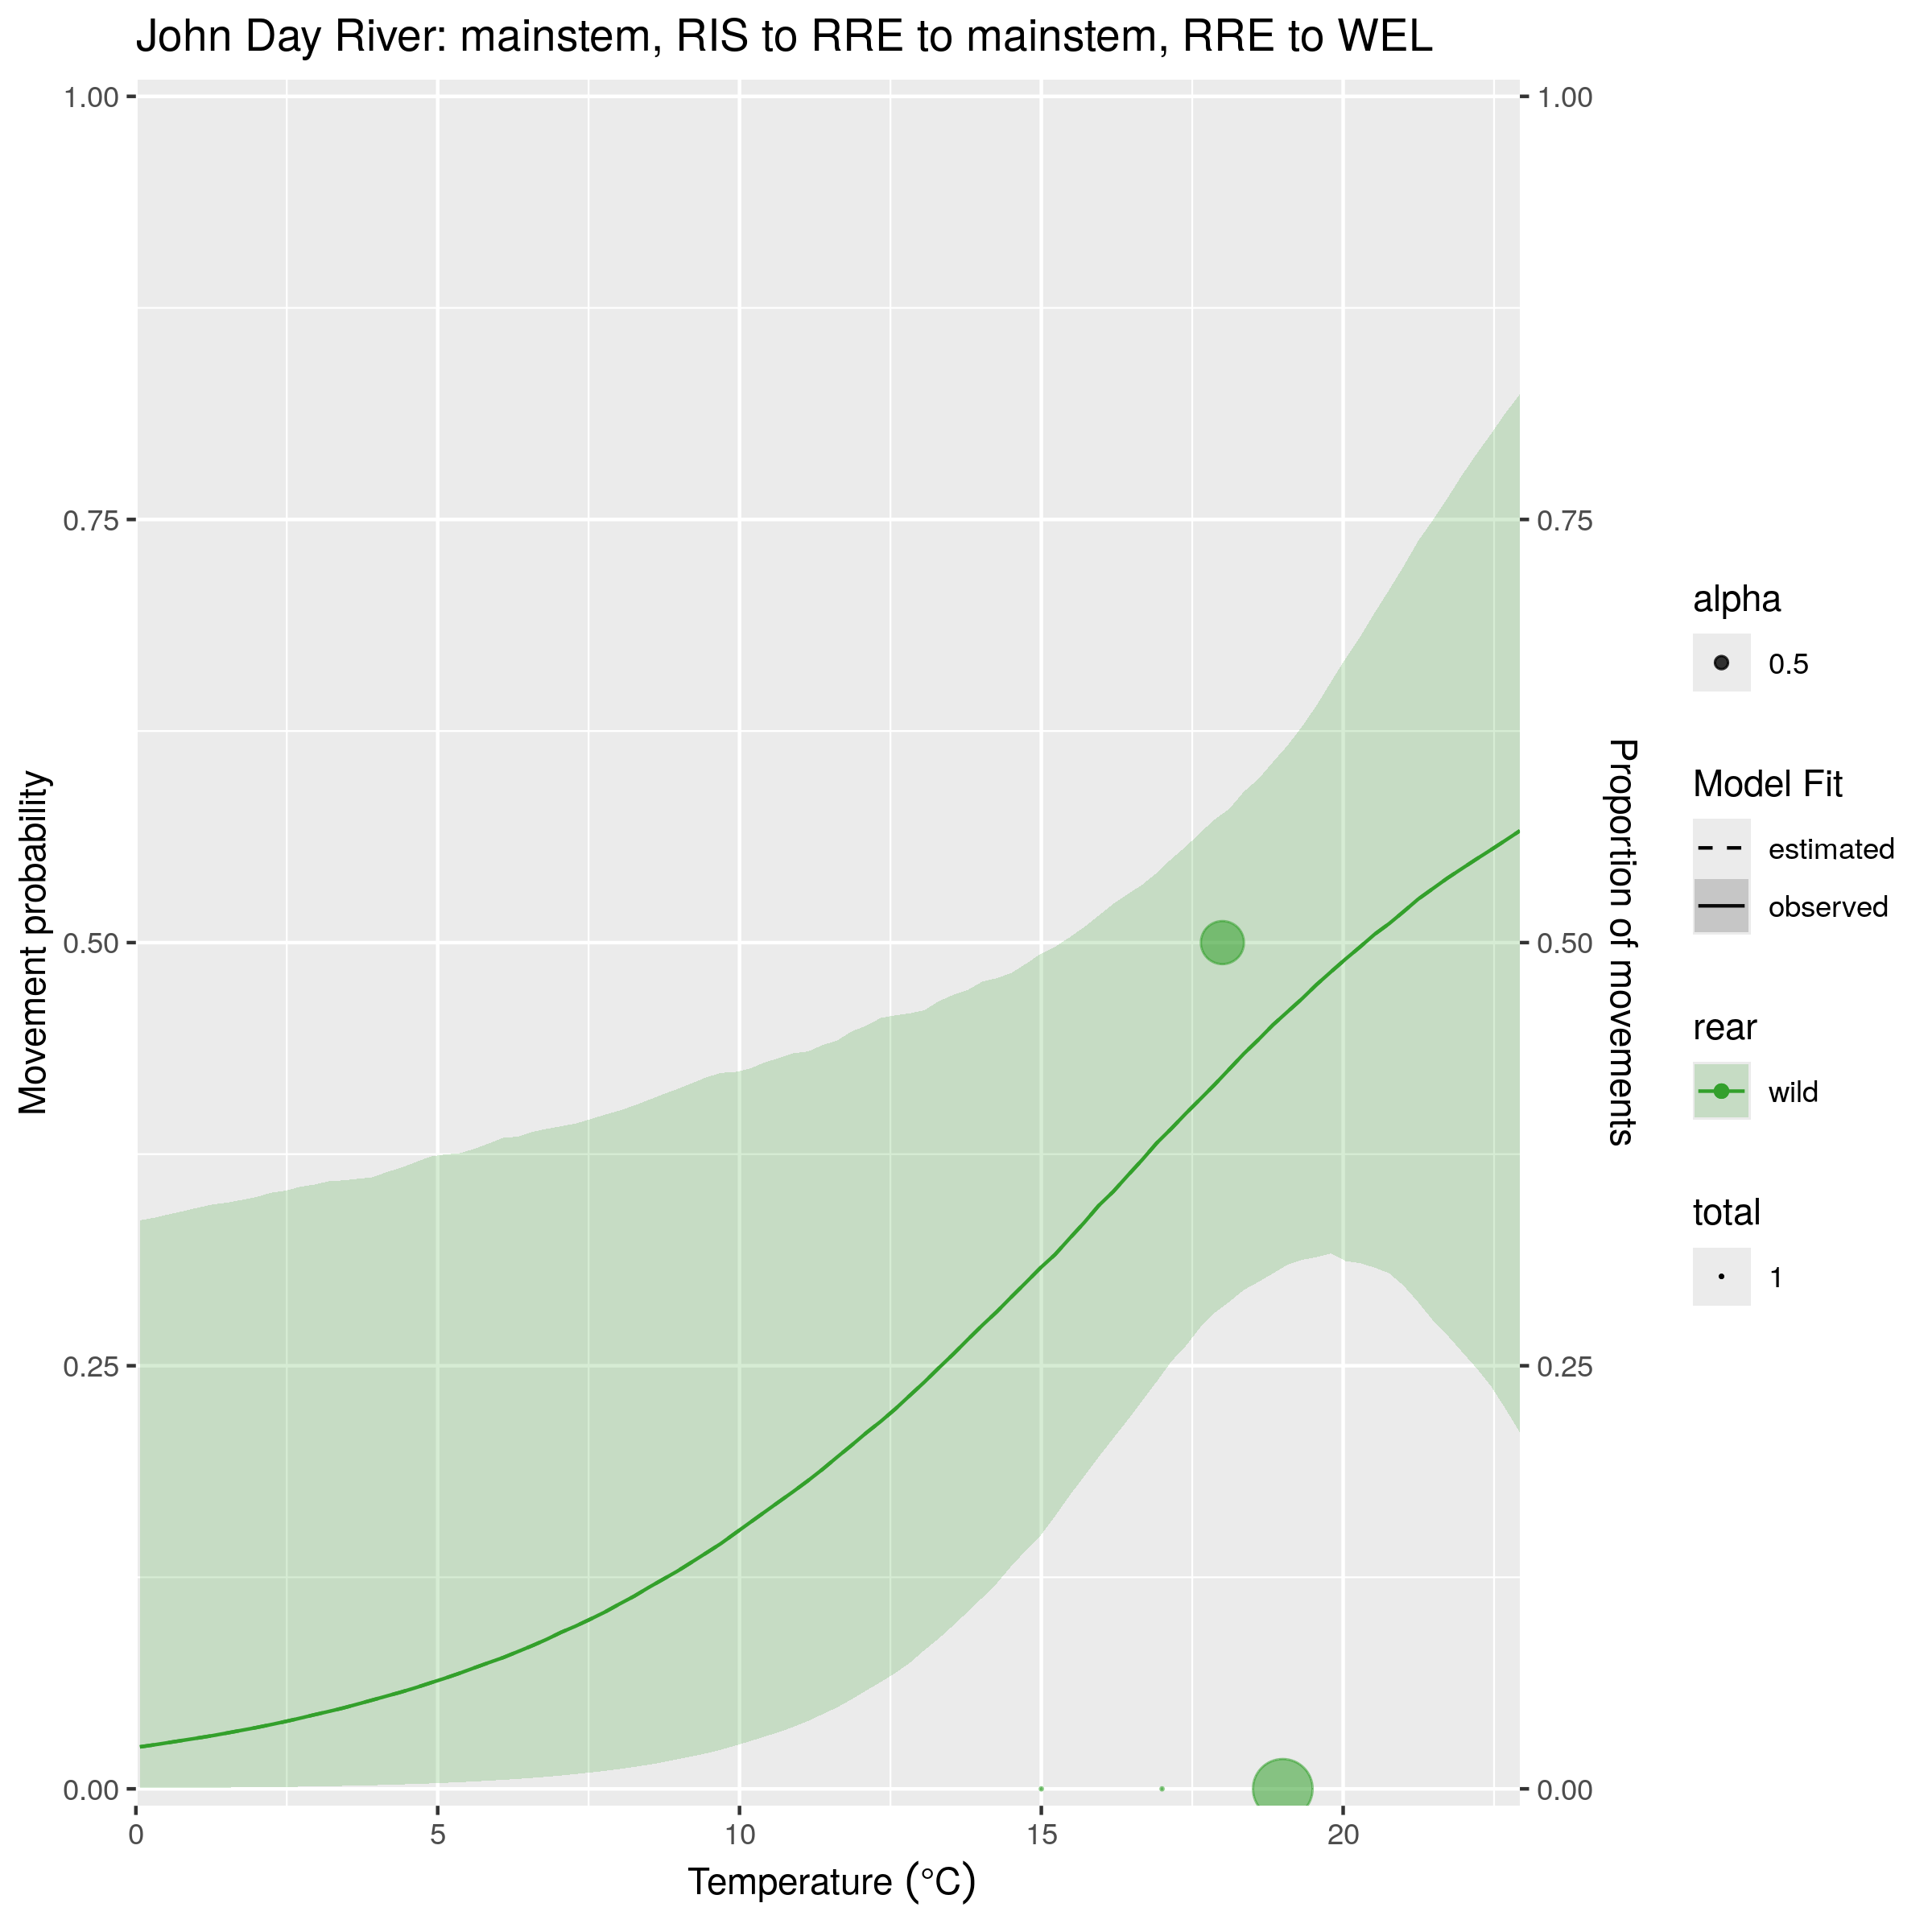 John Day River: mainstem, RIS to RRE to mainstem, RRE to WEL
Movement probability
1.00
0.75
0.50
0.25
0.00
0
5
10
15
20
Temperature (°C)
1.00
0.75
0.50
0.25
0.00
Proportion of movements
alpha
0.5
Model Fit
estimated
observed
rear
wild
total
1